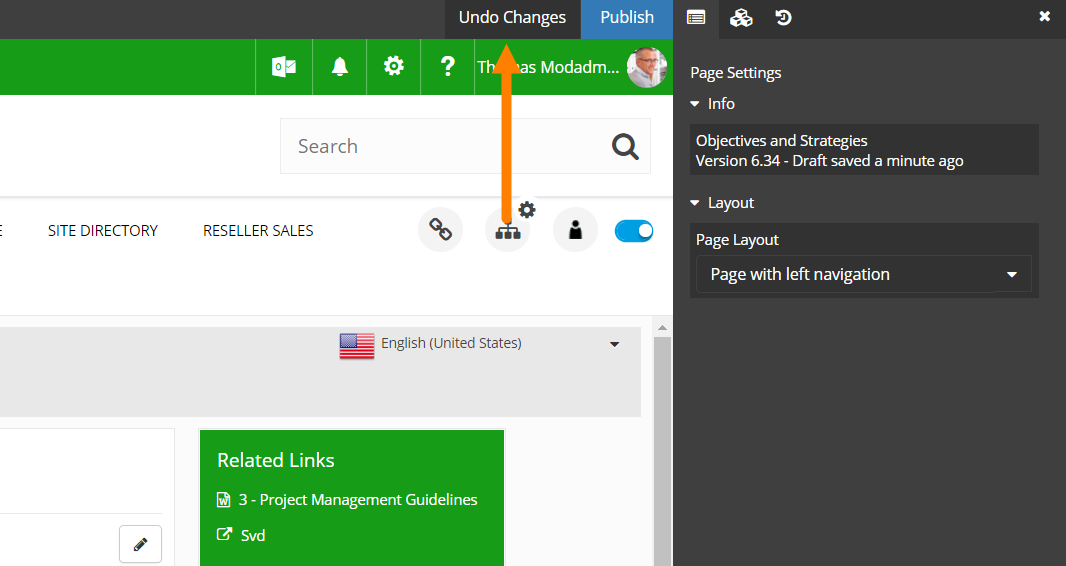 Undo Changes
Publish
Th mas Modadm...
?
Search
SITE DIRECTORY
RESELLER SALES
English (United States)
Related Links
3 - Project Management Guidelines
Svd
Page Settings
Info
Objectives and Strategies
Version 6.34 - Draft saved a minute ago
Layout
Page Layout
Page with left navigation